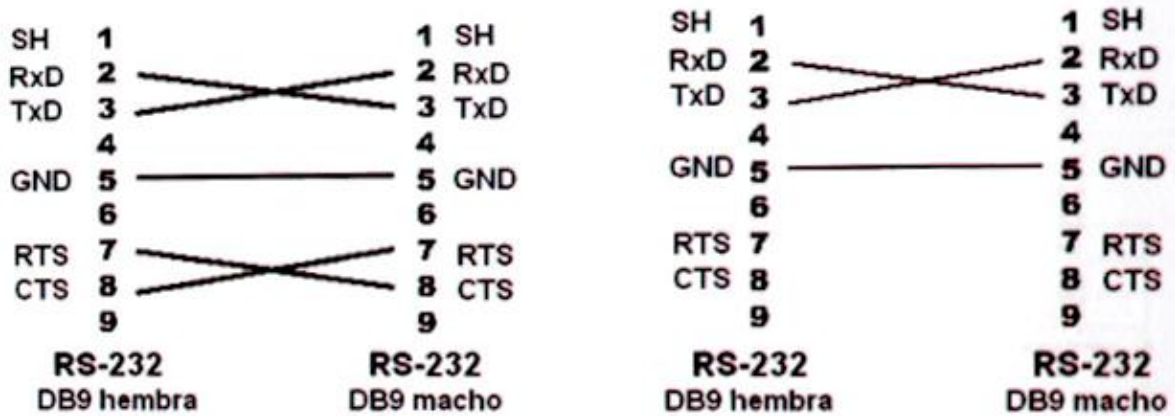 SH 1 1 SH
RxD 2 2 RxD
TxD 3 3 TxD
4 4
GND 5 5 GND
6 6
RTS 7 7 RTS
CTS 8 8 CTS
9 9
RS-232 RS-232
DB9 hembra DB9 macho
SH 1 1 SH
RxD 2 2 RxD
TxD 3 3 TxD
4 4
GND 5 5 GND
6 6
RTS 7 7 RTS
CTS 8 8 CTS
9 9
RS-232 RS-232
DB9 hembra DB9 macho